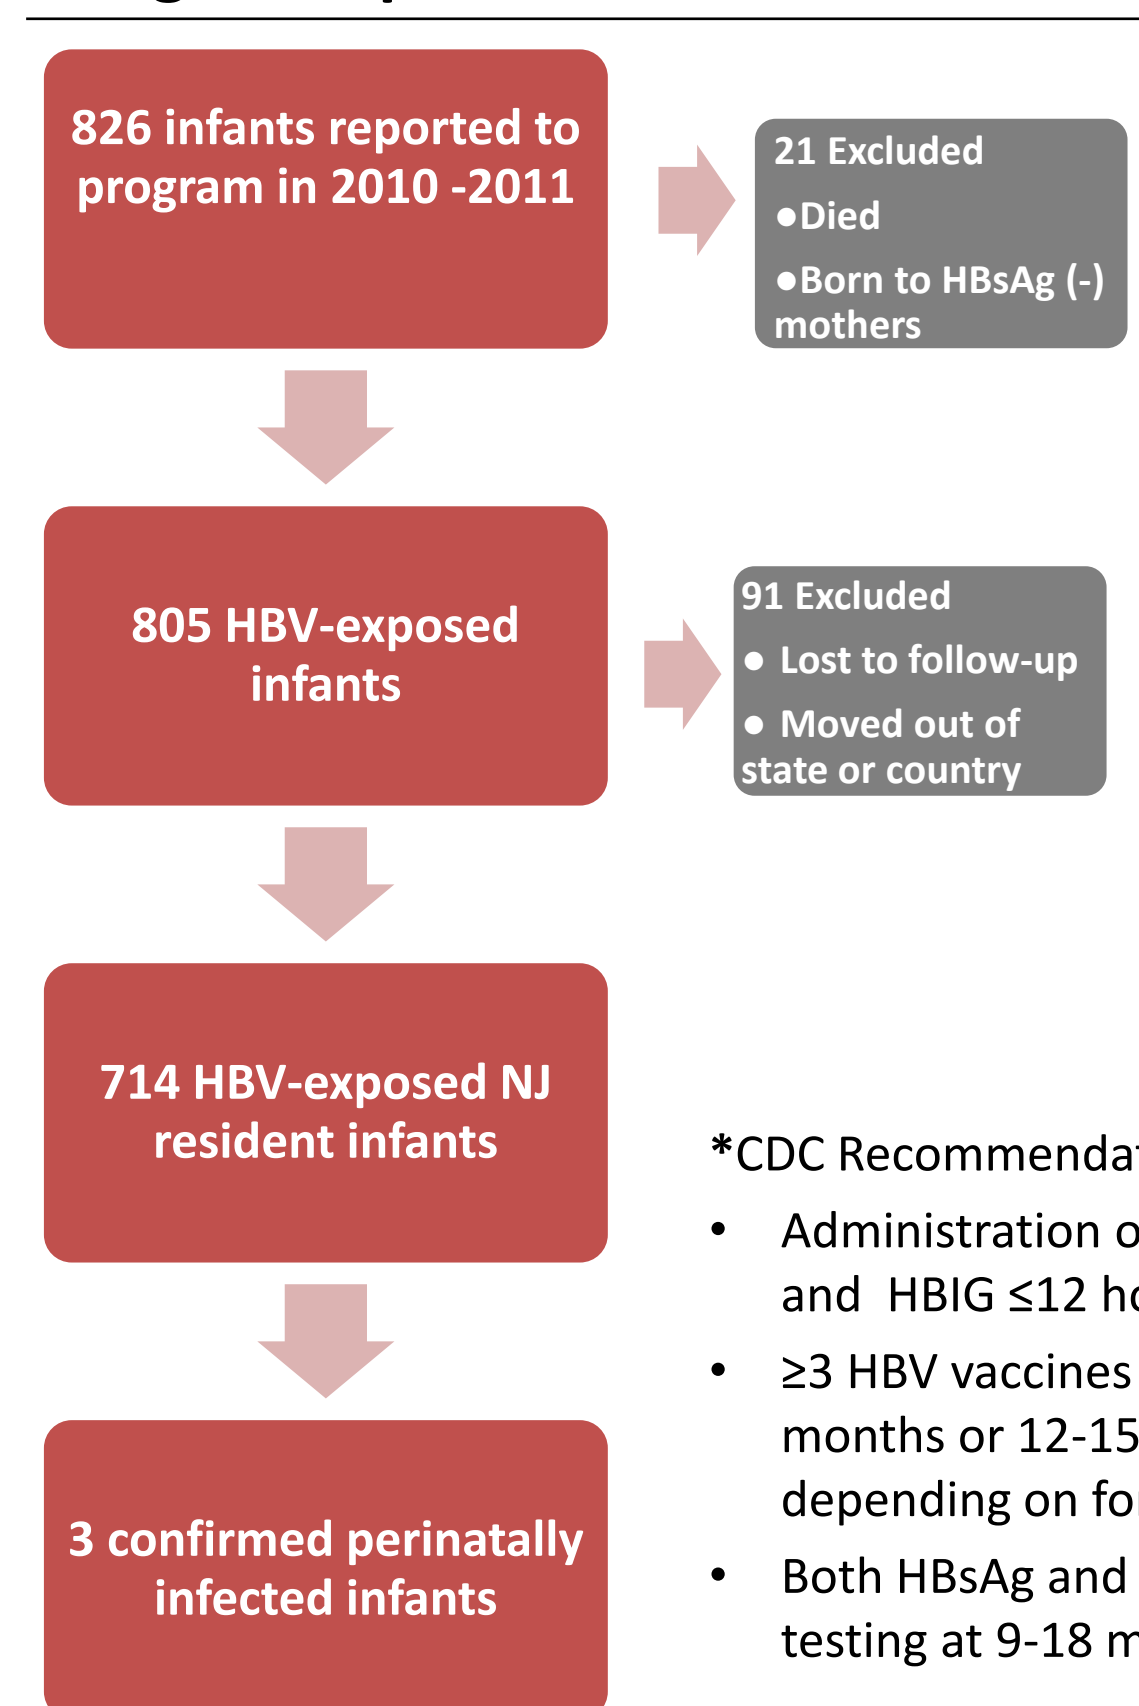 826 infants reported to
program in 2010 -2011
21 Excluded
●Died
●Born to HBsAg (-)
mothers
805 HBV-exposed
infants
91 Excluded
● Lost to follow-up
● Moved out of
state or country
714 HBV-exposed NJ
resident infants
3 confirmed perinatally
infected infants
*CDC
• Administration
and HBIG ≤12
• ≥3 HBV vaccines
months or 12-15
depending on
• Both HBsAg and
testing at 9-18